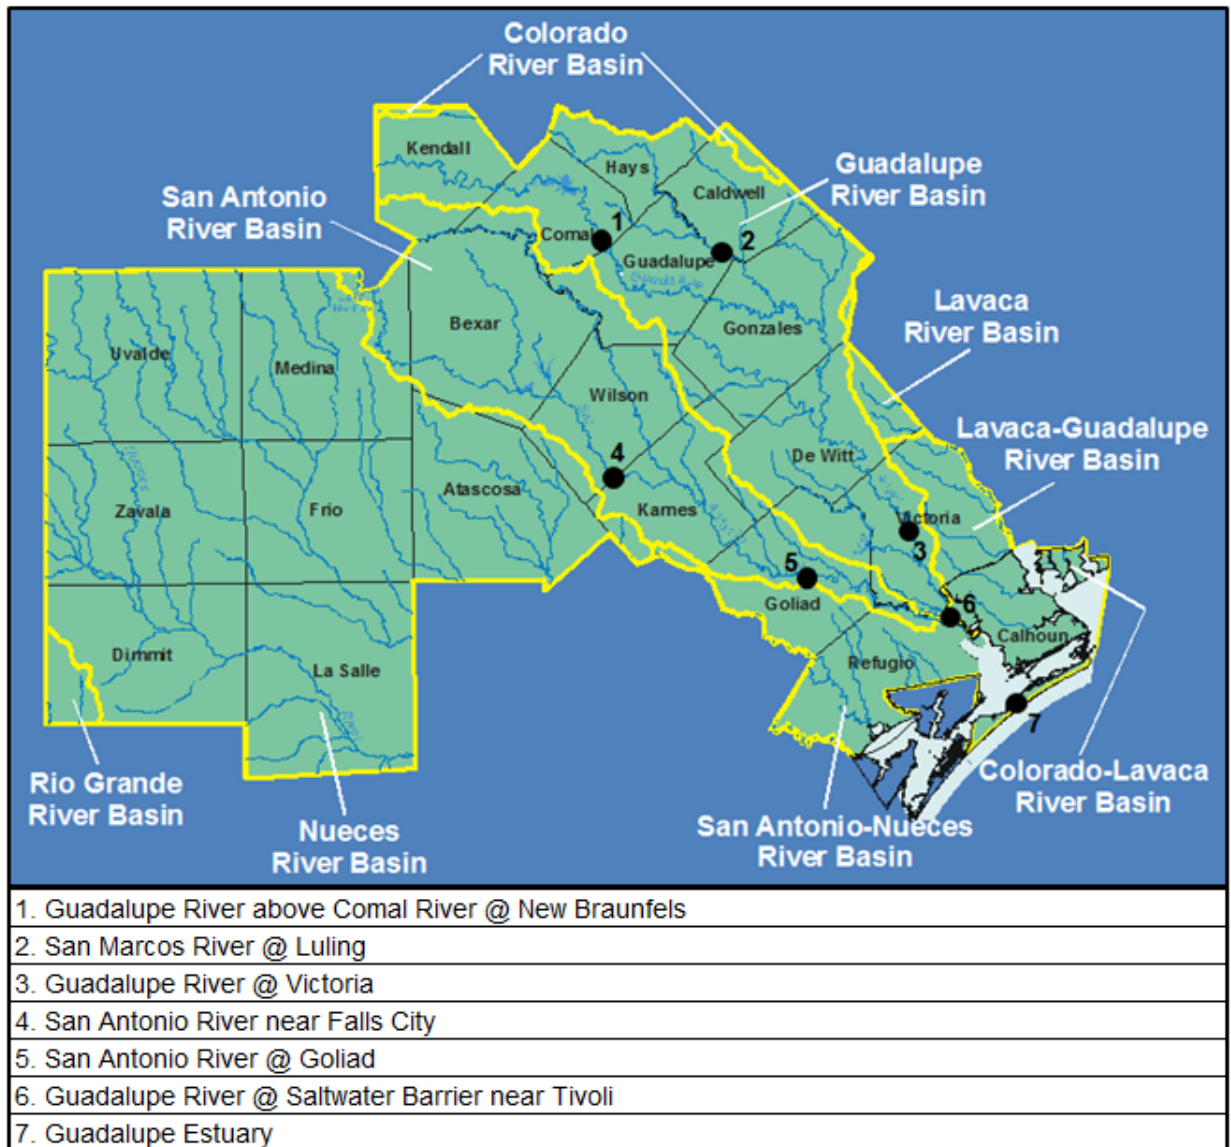 Colorado
River Basin
Kendall
Hays
Caldwell
Guadalupe
River Basin
San Antonio
River Basin
Comal
1
2
Guadalupe
Lavaca
River Basin
Bexar
Gonzales
Uvalde
Medina
Wilson
Lavaca-Guadalupe
River Basin
De Witt
4
Atascosa
Zavala
Frio
Karnes
Victoria
3
5
Goliad
6
Calhoun
Dimmit
La Salle
Refugio
7
Rio Grande
River Basin
Nueces
River Basin
San Antonio-Nueces
River Basin
Colorado-Lavaca
River Basin
1. Guadalupe River above Comal River @ New Braunfels
2. San Marcos River @ Luling
3. Guadalupe River @ Victoria
4. San Antonio River near Falls City
5. San Antonio River @ Goliad
6. Guadalupe River @ Saltwater Barrier near Tivoli
7. Guadalupe Estuary